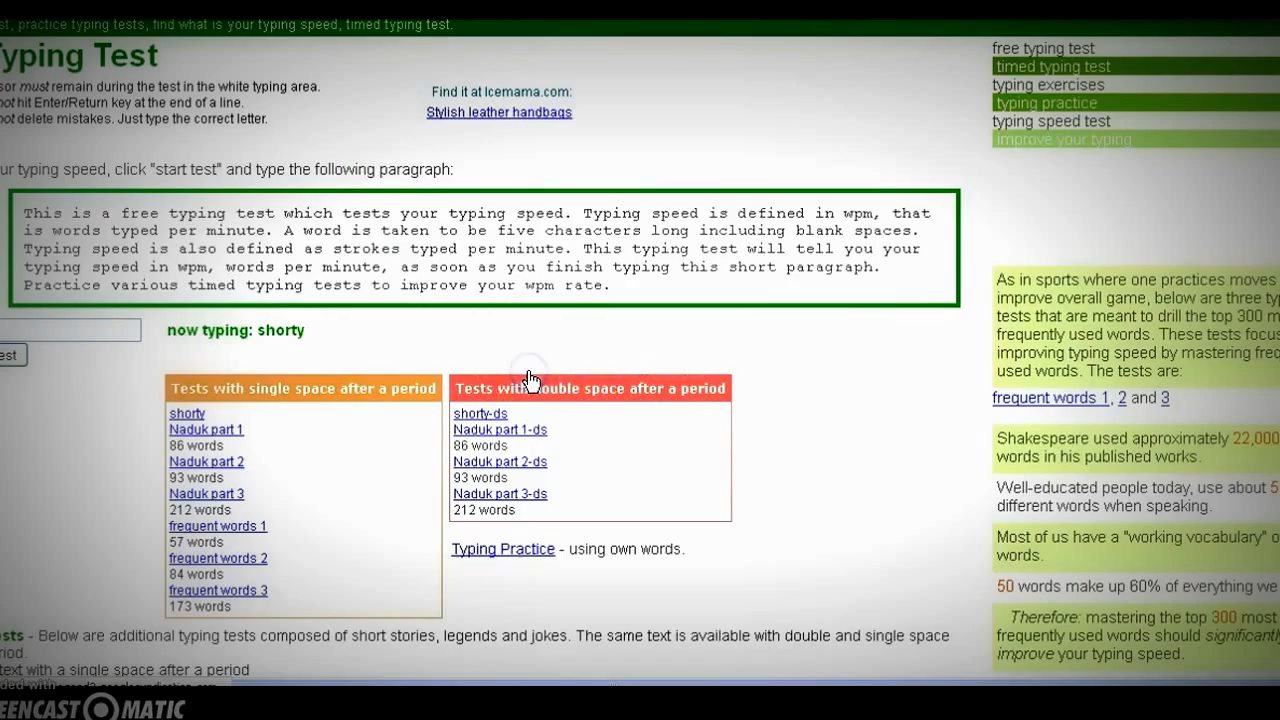 st, practice typing tests, find what is your typing speed, timed typing test.
Typing Test
sor must remain during the test in the white typing area.
not hit Enter/Return key at the end of a line.
not delete mistakes. Just type the correct letter.
Find it at Icemama.com:
Stylish leather handbags
free typing test
timed typing test
typing exercises
typing practice
typing speed test
improve your typing
ur typing speed, click "start test" and type the following paragraph:
This is a free typing test which tests your typing speed. Typing speed is defined in wpm, that
is words typed per minute. A word is taken to be five characters long including blank spaces.
Typing speed is also defined as strokes typed per minute. This typing test will tell you your
typing speed in wpm, words per minute, as soon as you finish typing this short paragraph.
Practice various timed typing tests to improve your wpm rate.
now typing: shorty
est
Tests with single space after a period
shorty
Naduk part 1
86 words
Naduk part 2
93 words
Naduk part 3
212 words
frequent words 1
57 words
frequent words 2
84 words
frequent words 3
173 words
Tests with double space after a period
shorty-ds
Naduk part 1-ds
86 words
Naduk part 2-ds
93 words
Naduk part 3-ds
212 words
Typing Practice - using own words.
As in sports where one practices moves
improve overall game, below are three ty
tests that are meant to drill the top 300 m
frequently used words. These tests focu
improving typing speed by mastering fre
used words. The tests are:
frequent words 1, 2 and 3
Shakespeare used approximately 22,000
words in his published works.
Well-educated people today, use about 5
different words when speaking.
Most of us have a "working vocabulary" o
words.
50 words make up 60% of everything we
Therefore: mastering the top 300 most
frequently used words should significantl
improve your typing speed.
ests - Below are additional typing tests composed of short stories, legends and jokes. The same text is available with double and single space
riod.
text with a single space after a period
EENCAST MATIC